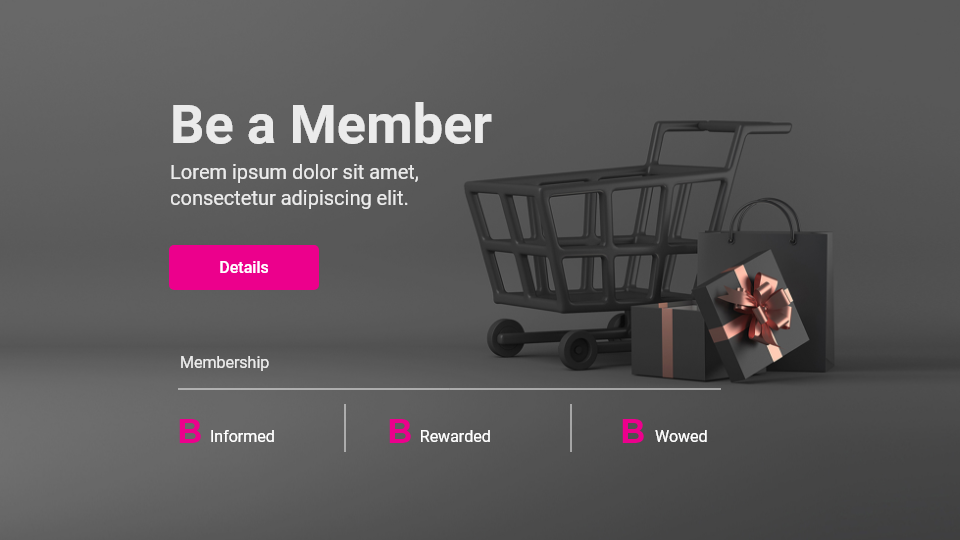 Be a Member
Lorem ipsum dolor sit amet,
consectetur adipiscing elit.
Details
Membership
B Informed
B Rewarded
B Wowed